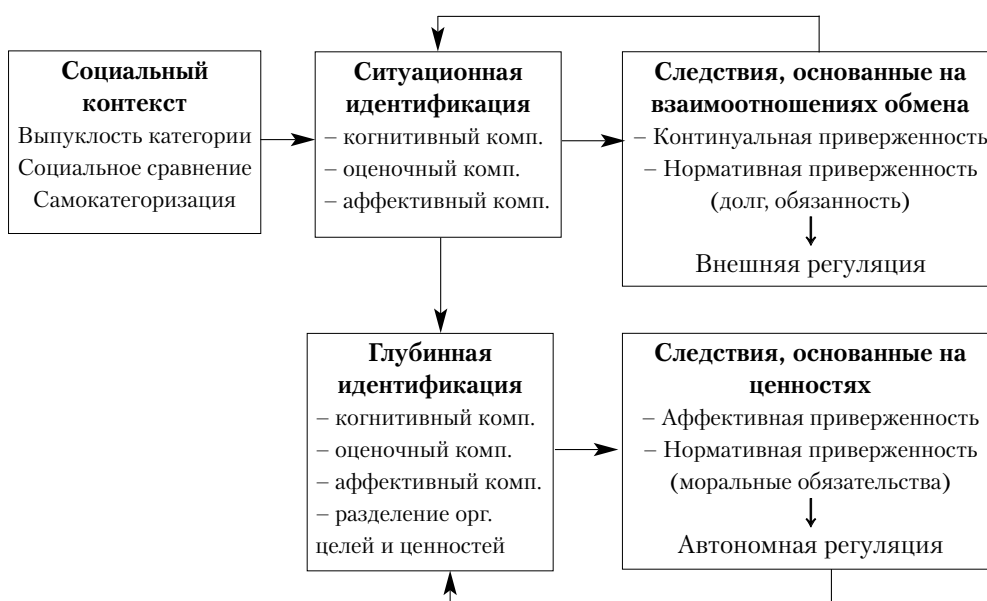 Социальный
контекст
Выпуклость категории
Социальное сравнение
Самокатегоризация
Ситуационная
идентификация
– когнитивный комп.
– оценочный комп.
– аффективный комп.
Следствия, основанные на
взаимоотношениях обмена
– Континуальная приверженность
– Нормативная приверженность
(долг, обязанность)
Внешняя регуляция
Глубинная
идентификация
– когнитивный комп.
– оценочный комп.
– аффективный комп.
– разделение орг.
целей и ценностей
Следствия, основанные на
ценностях
– Аффективная приверженность
– Нормативная приверженность
(моральные обязательства)
Автономная регуляция